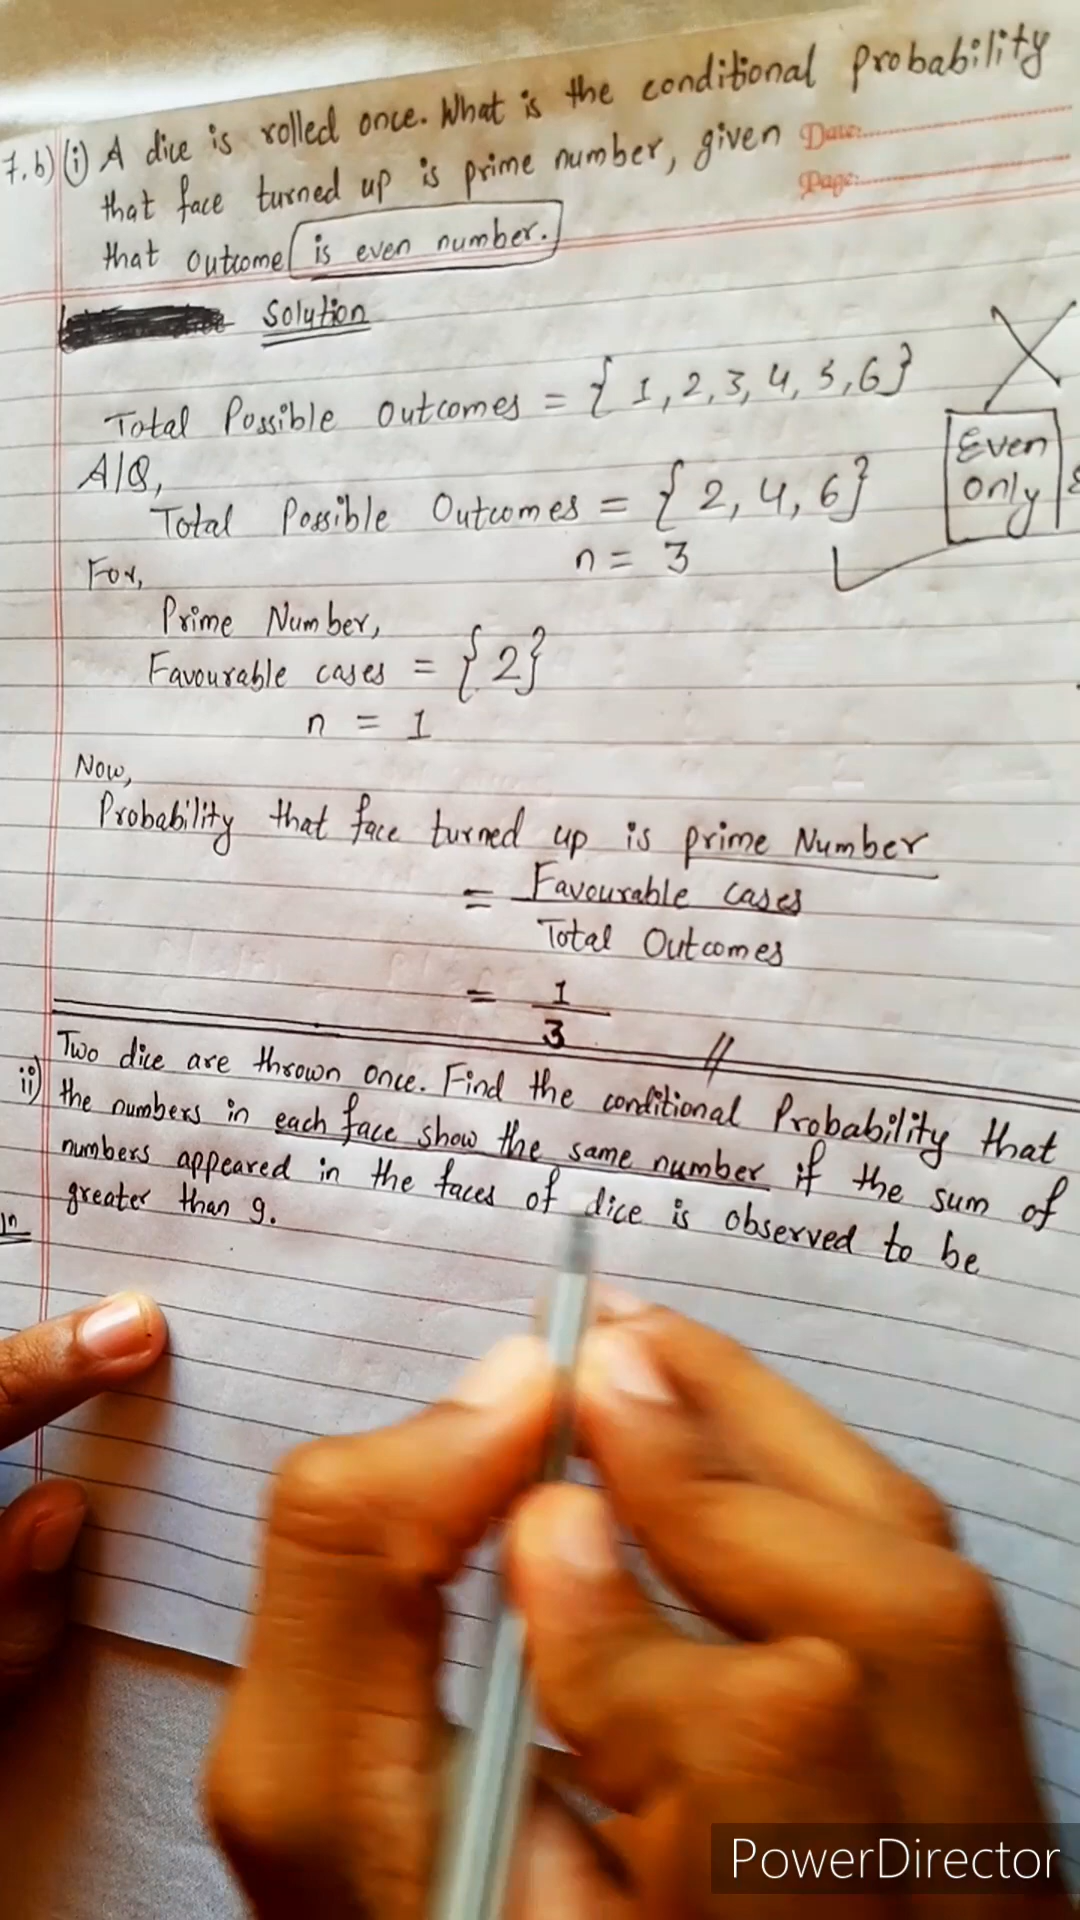 7.b) (i) A dice is rolled once. What is the conditional probability
that face turned up is prime number, given
Date:
Page:
that outcome is even number.
Solution
Total Possible Outcomes = { 1, 2, 3, 4, 5, 6 }
A/Q,
Even
Only
Total Possible Outcomes = { 2, 4, 6 }
n = 3
For,
Prime Number,
Favourable cases = { 2 }
n = 1
Now,
Probability that face turned up is prime Number
= Favourable cases
Total Outcomes
= 1
3 //
ii) Two dice are thrown once. Find the conditional Probability that
the numbers in each face show the same number if the sum of
numbers appeared in the faces of dice is observed to be
greater than 9.
PowerDirector